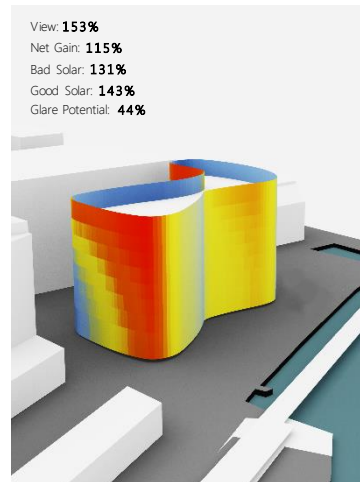 View: 153%
Net Gain: 115%
Bad Solar: 131%
Good Solar: 143%
Glare Potential: 44%